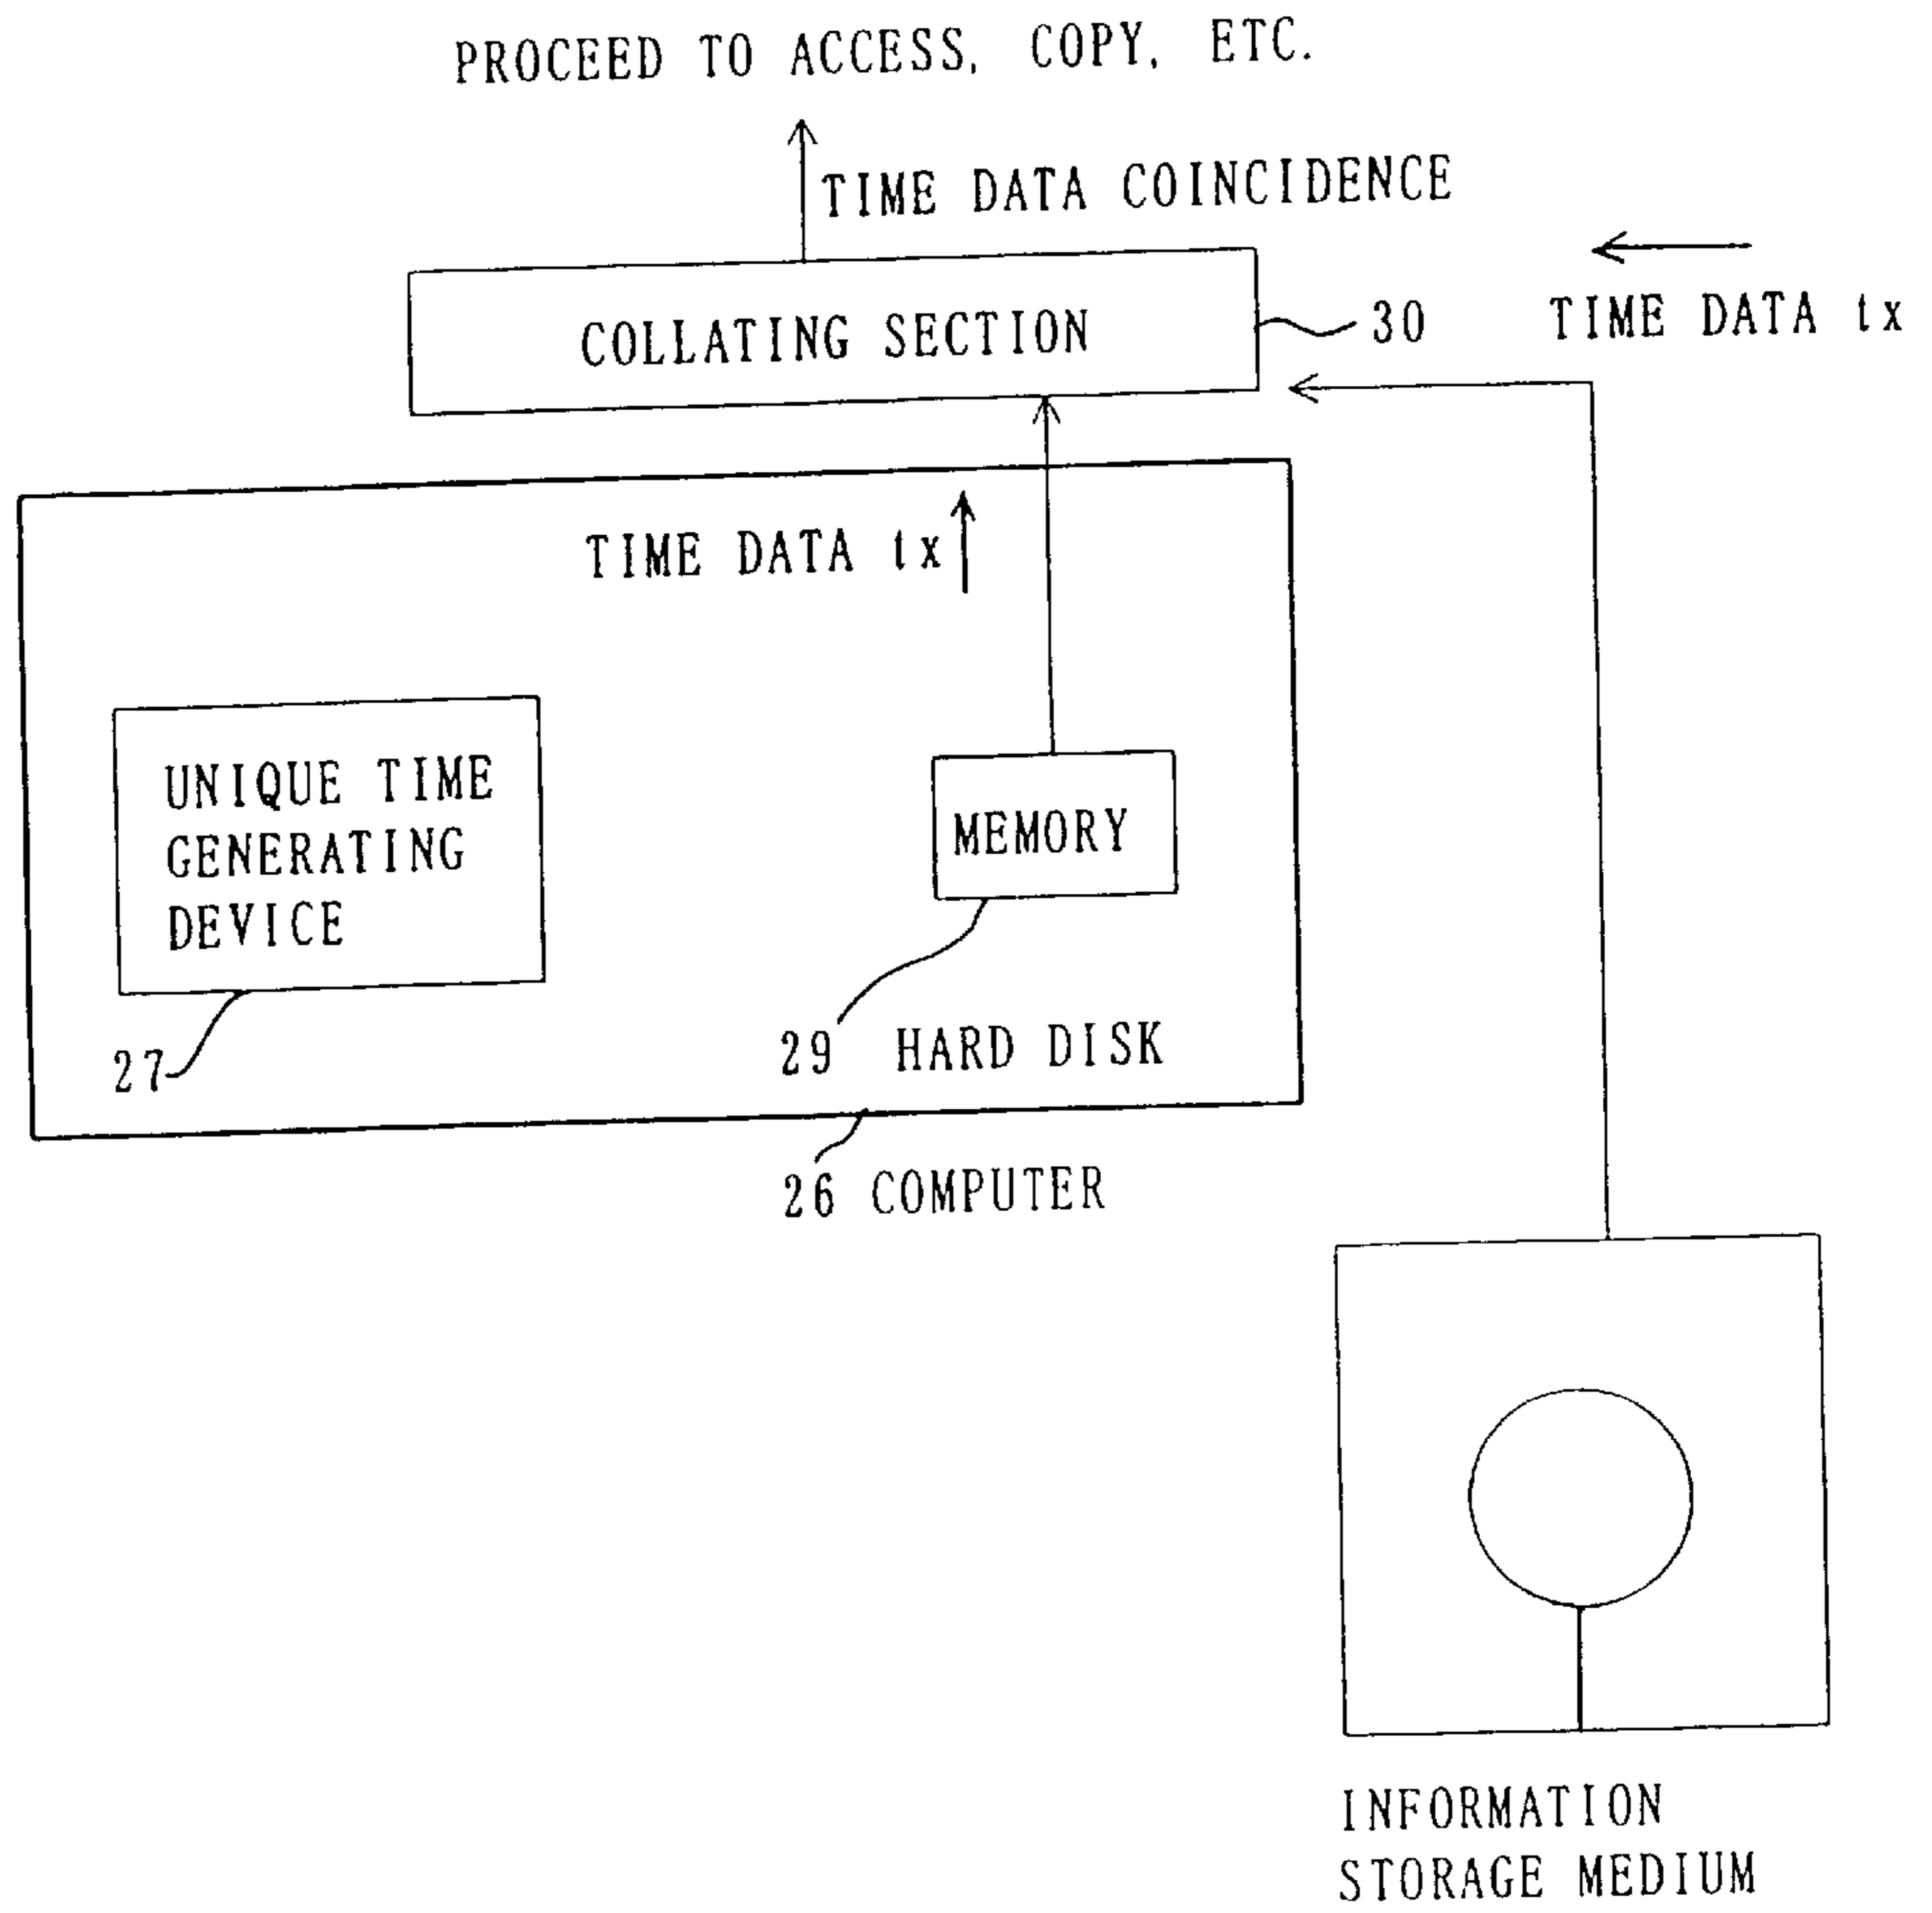 PROCEED TO ACCESS, COPY, ETC.
TIME DATA COINCIDENCE
COLLATING SECTION
30
TIME DATA tx
TIME DATA tx
UNIQUE TIME
GENERATING
DEVICE
MEMORY
27
29 HARD DISK
26 COMPUTER
INFORMATION
STORAGE MEDIUM